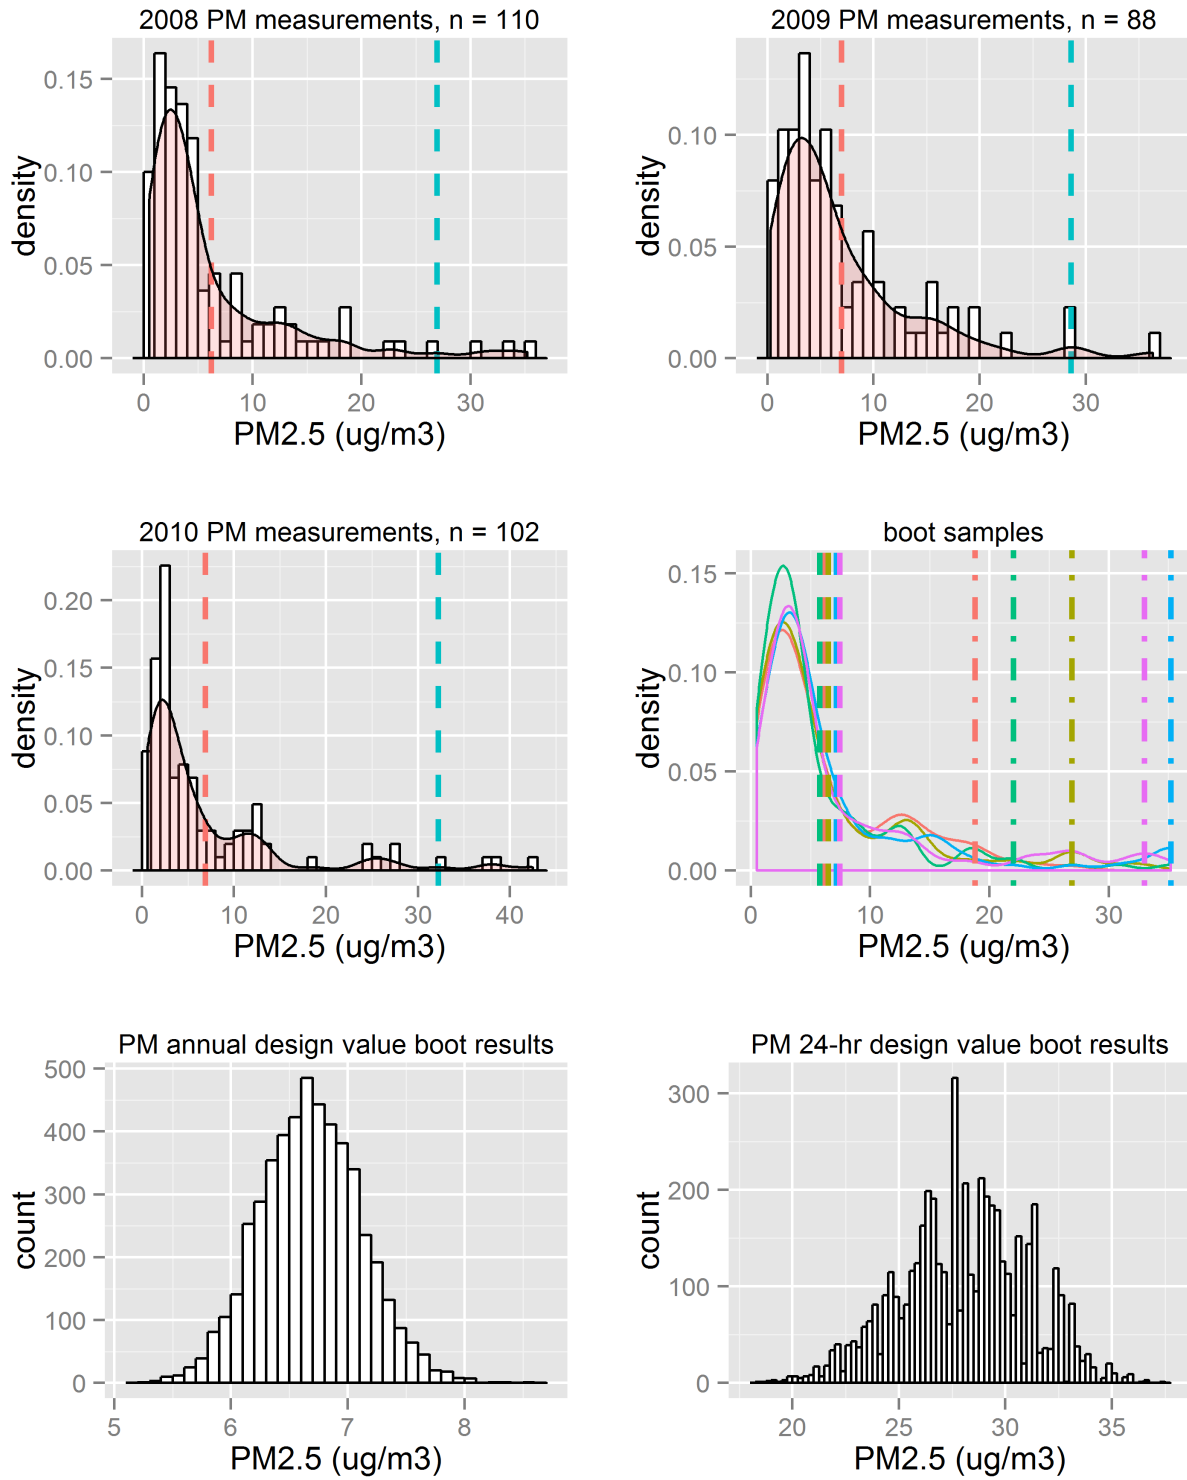 2008 PM measurements, n = 110
0.15
0.10
0.05
0.00
density
0
10
20
30
PM2.5 (ug/m3)
2009 PM measurements, n = 88
0.10
0.05
0.00
density
0
10
20
30
PM2.5 (ug/m3)
2010 PM measurements, n = 102
0.20
0.15
0.10
0.05
0.00
density
0
10
20
30
40
PM2.5 (ug/m3)
boot samples
0.15
0.10
0.05
0.00
density
0
10
20
30
PM2.5 (ug/m3)
PM annual design value boot results
500
400
300
200
100
0
count
5
6
7
8
PM2.5 (ug/m3)
PM 24-hr design value boot results
300
200
100
0
count
20
25
30
35
PM2.5 (ug/m3)